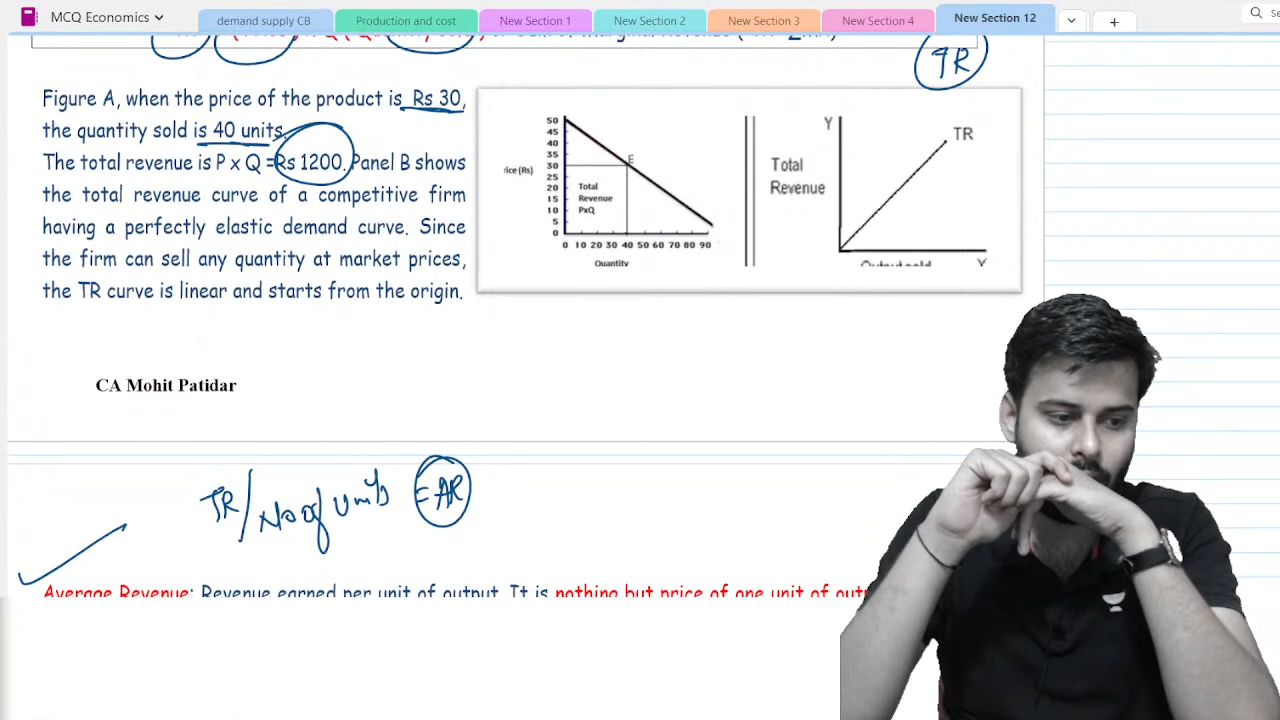 MCQ Economics
demand supply CB
Production and cost
New Section 1
New Section 2
New Section 3
New Section 4
New Section 12
+
TR
Figure A, when the price of the product is Rs 30,
the quantity sold is 40 units.
The total revenue is P x Q =Rs 1200. Panel B shows
the total revenue curve of a competitive firm
having a perfectly elastic demand curve. Since
the firm can sell any quantity at market prices,
the TR curve is linear and starts from the origin.
50
45
40
35
30
25
20
15
10
5
0
rice (Rs)
E
Total
Revenue
PxQ
0 10 20 30 40 50 60 70 80 90
Quantity
Y
TR
Total
Revenue
Output sold
CA Mohit Patidar
TR/No of Units = AR
Average Revenue: Revenue earned per unit of output. It is nothing but price of one unit of